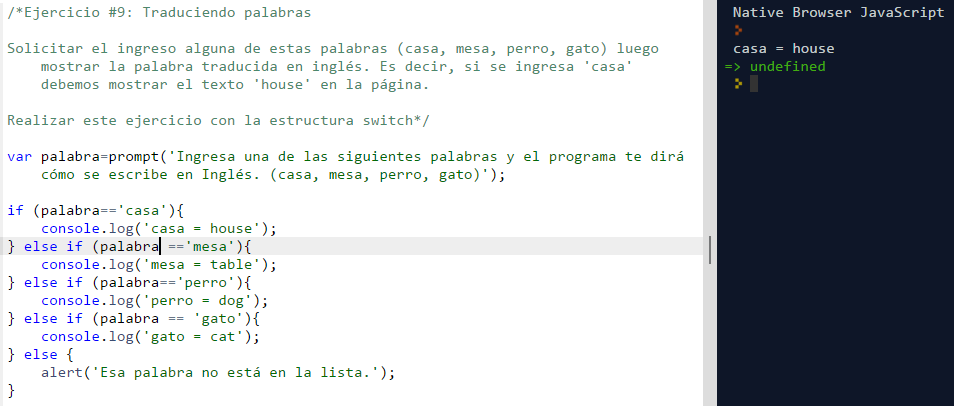 /*Ejercicio #9: Traduciendo palabras
Solicitar el ingreso alguna de estas palabras (casa, mesa, perro, gato) luego
mostrar la palabra traducida en inglés. Es decir, si se ingresa 'casa'
debemos mostrar el texto 'house' en la página.
Realizar este ejercicio con la estructura switch*/
var palabra=prompt('Ingresa una de las siguientes palabras y el programa te dirá
cómo se escribe en Inglés. (casa, mesa, perro, gato)');
if (palabra=='casa'){
console.log('casa = house');
} else if (palabra =='mesa'){
console.log('mesa = table');
} else if (palabra=='perro'){
console.log('perro = dog');
} else if (palabra == 'gato'){
console.log('gato = cat');
} else {
alert('Esa palabra no está en la lista.');
}
Native Browser JavaScript
casa = house
=> undefined